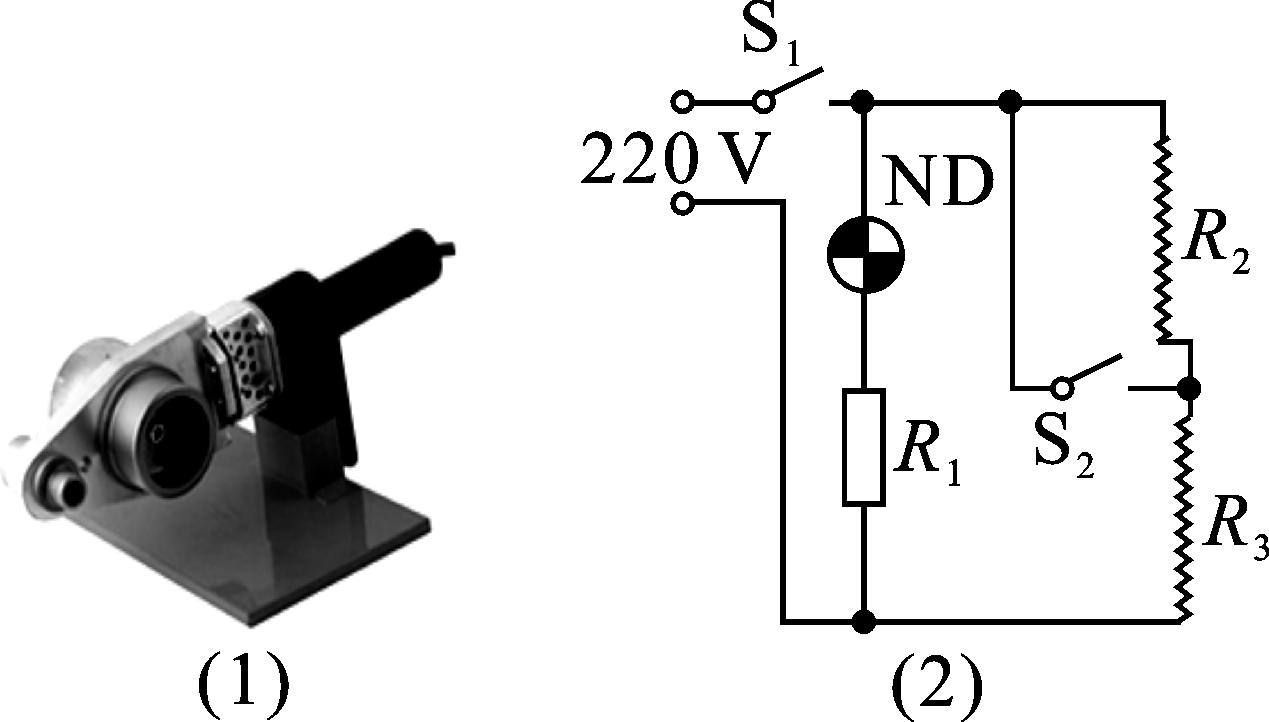 S₁
220 V
ND
R₂
S₂
R₁
R₃
(1)
(2)